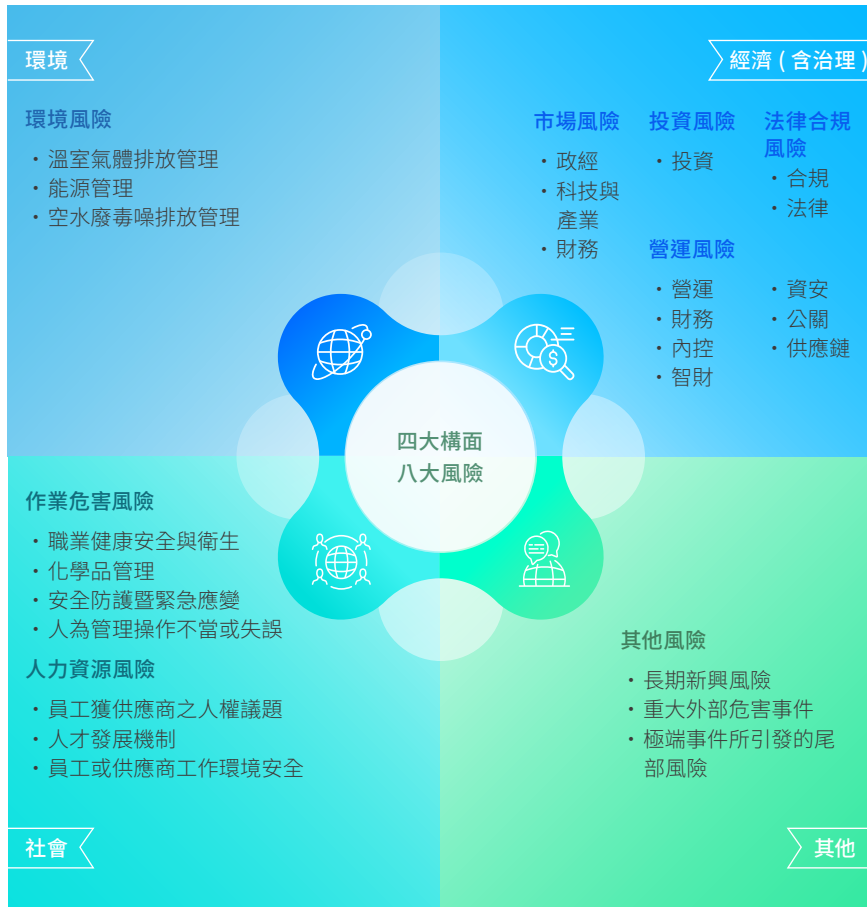 環境
環境風險
・溫室氣體排放管理
・能源管理
・空水廢毒噪排放管理
經濟 ( 含治理 )
市場風險
・政經
・科技與
產業
・財務
投資風險
・投資
法律合規
風險
・合規
・法律
營運風險
・營運
・財務
・內控
・智財
・資安
・公關
・供應鏈
四大構面
八大風險
$
作業危害風險
・職業健康安全與衛生
・化學品管理
・安全防護暨緊急應變
・人為管理操作不當或失誤
人力資源風險
・員工獲供應商之人權議題
・人才發展機制
・員工或供應商工作環境安全
社會
其他風險
・長期新興風險
・重大外部危害事件
・極端事件所引發的尾
部風險
其他